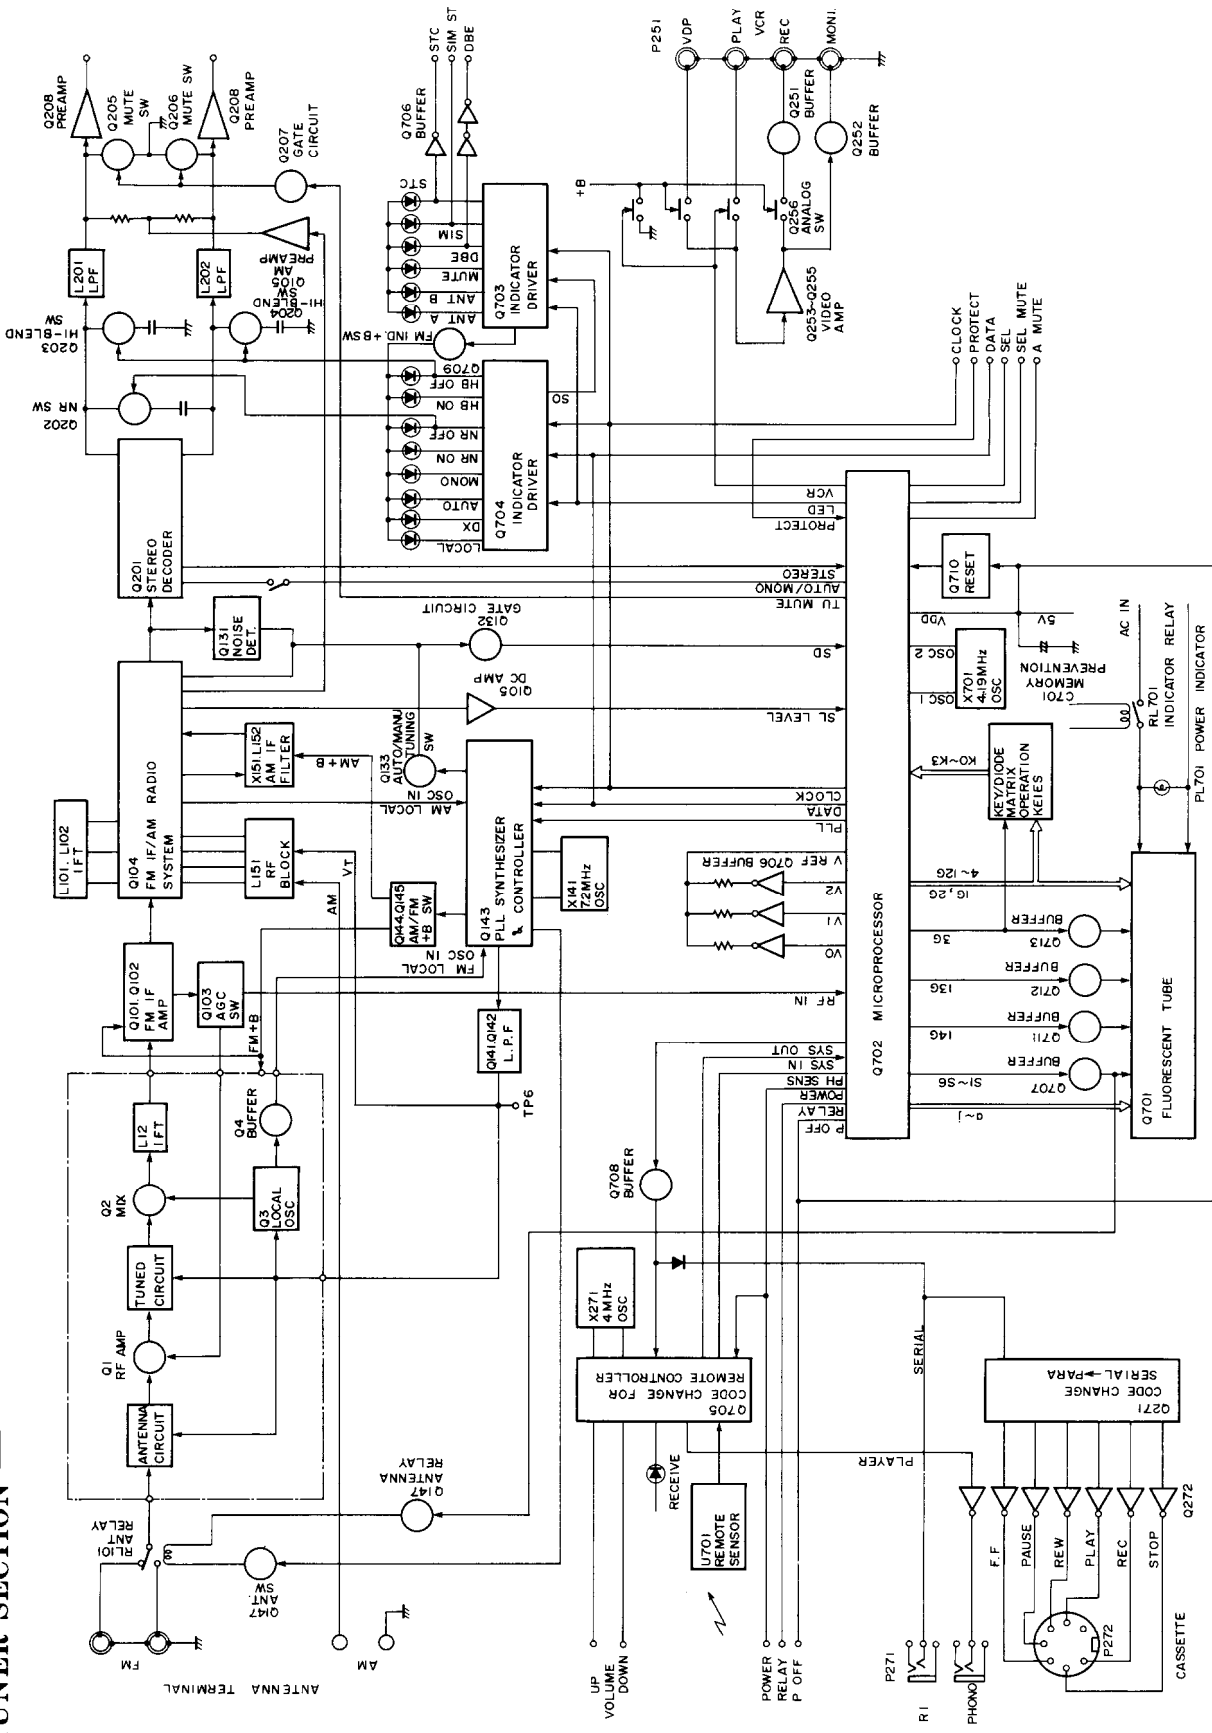 TUNER SECTION
Q208
PREAMP
Q205
MUTE
SW
Q206
MUTE SW
Q208
PREAMP
Q207
GATE
CIRCUIT
L201
LPF
L202
LPF
Q105
AM
PREAMP
Q203
HI-BLEND
SW
Q204
HI-BLEND
SW
Q202
NR SW
Q201
STEREO
DECODER
Q131
NOISE
DET.
Q132
GATE CIRCUIT
Q105
DC AMP
L101. L102
IFT
Q104
FM IF/AM RADIO
SYSTEM
X151. L152
AM IF
FILTER
L151
RF
BLOCK
AM+B
AM
VT
Q133
AUTO/MANU
TUNING
SW
AM LOCAL
OSC IN
Q101. Q102
FM IF
AMP
Q103
AGC
SW
FM+B
Q144.Q145
AM/FM
+B SW
Q143
PLL SYNTHESIZER
& CONTROLLER
X141
7.2MHz
OSC
FM LOCAL
OSC IN
Q141.Q142
L.P.F
TP6
L12
IFT
Q2
MIX
Q4
BUFFER
Q3
LOCAL
OSC
TUNED
CIRCUIT
Q1
RF AMP
ANTENNA
CIRCUIT
RL101
ANT
RELAY
Q147
ANTENNA
RELAY
Q147
ANT.
SW
FM
AM
ANTENNA TERMINAL
Q706
BUFFER
STC
SIM ST
DBE
STC
SIM
DBE
MUTE
ANT B
ANT A
Q703
INDICATOR
DRIVER
Q709
FM IND.+BSW
HB OFF
HB ON
NR OFF
NR ON
MONO
AUTO
DX
LOCAL
SO
Q704
INDICATOR
DRIVER
P251
VDP
PLAY
VCR
REC
MONI.
Q251
BUFFER
Q252
BUFFER
+B
Q256
ANALOG
SW
Q253~Q255
VIDEO
AMP
CLOCK
PROTECT
DATA
SEL
SEL MUTE
A MUTE
VCR
LED
PROTECT
STEREO
AUTO/MONO
TU MUTE
SD
SL LEVEL
CLOCK
DATA
PLL
V REF Q706 BUFFER
V2
V1
V0
RF IN
SYS OUT
SYS IN
PH SENS
POWER
RELAY
P OFF
Q702 MICROPROCESSOR
Q710
RESET
VDD
5V
OSC 2
OSC 1
X701
4.19MHz
OSC
C701
MEMORY
PREVENTION
K0~K3
KEY/DIODE
MATRIX
OPERATION
KEIES
4~12G
1G, 2G
3G
13G
14G
S1~S6
a~j
Q713
BUFFER
Q712
BUFFER
Q711
BUFFER
Q707
BUFFER
Q701
FLUORESCENT TUBE
AC IN
RL701
INDICATOR RELAY
PL701 POWER INDICATOR
Q708
BUFFER
X271
4MHz
OSC
Q705
CODE CHANGE FOR
REMOTE CONTROLLER
RECEIVE
U701
REMOTE
SENSOR
UP
VOLUME
DOWN
POWER
RELAY
P OFF
PLAYER
SERIAL
Q271
CODE CHANGE
SERIAL→PARA
P271
RI
PHONO
F.F
PAUSE
REW
PLAY
REC
STOP
Q272
P272
CASSETTE